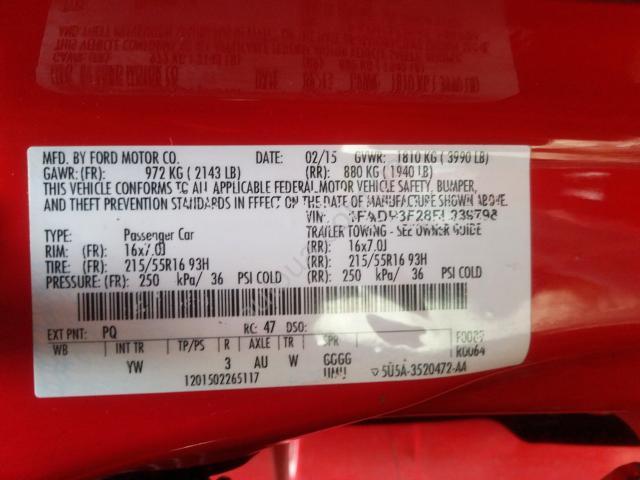 MFD. BY FORD MOTOR CO. DATE: 02/15 GVWR: 1810 KG ( 3990 LB)
GAWR: (FR): 972 KG ( 2143 LB) (RR): 880 KG ( 1940 LB)
THIS VEHICLE CONFORMS TO ALL APPLICABLE FEDERAL MOTOR VEHICLE SAFETY, BUMPER,
AND THEFT PREVENTION STANDARDS IN EFFECT ON THE DATE OF MANUFACTURE SHOWN ABOVE.
VIN:
TYPE: Passenger Car TRAILER TOWING - SEE OWNER GUIDE
RIM: (FR): 16x7.0J (RR): 16x7.0J
TIRE: (FR): 215/55R16 93H (RR): 215/55R16 93H
PRESSURE: (FR): 250 kPa/ 36 PSI COLD (RR): 250 kPa/ 36 PSI COLD
EXT PNT: PQ RC: 47 DSO: F0029
WB INT TR TP/PS R AXLE TR SPR R0064
YW 3 AU W GGGG
UMU 5U5A-3520472-AA
1201502265117